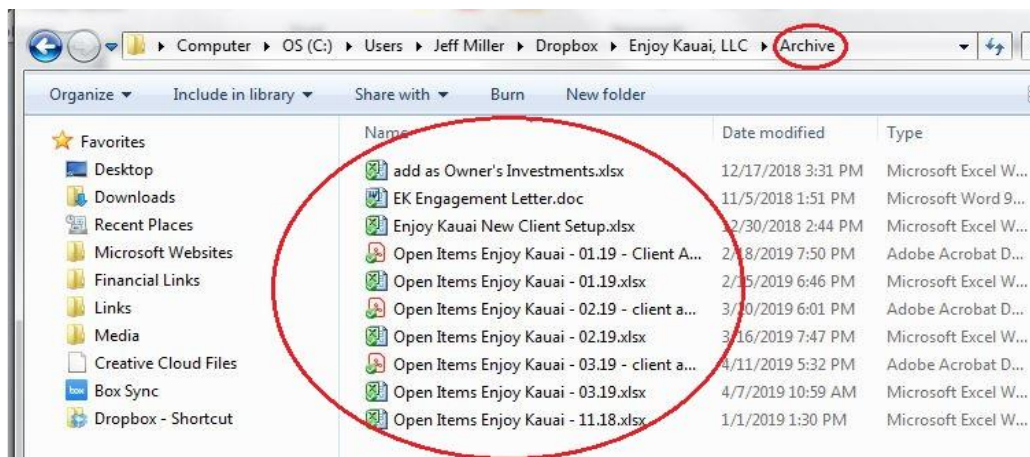 Computer ▸ OS (C:) ▸ Users ▸ Jeff Miller ▸ Dropbox ▸ Enjoy Kauai, LLC ▸ Archive
Organize Include in library Share with Burn New folder
Favorites
Desktop
Downloads
Recent Places
Microsoft Websites
Financial Links
Links
Media
Creative Cloud Files
box Box Sync
Dropbox - Shortcut
Name Date modified Type
add as Owner's Investments.xlsx 12/17/2018 3:31 PM Microsoft Excel W...
EK Engagement Letter.doc 11/5/2018 1:51 PM Microsoft Word 9...
Enjoy Kauai New Client Setup.xlsx 12/30/2018 2:44 PM Microsoft Excel W...
Open Items Enjoy Kauai - 01.19 - Client A... 2/18/2019 7:50 PM Adobe Acrobat D...
Open Items Enjoy Kauai - 01.19.xlsx 2/15/2019 6:46 PM Microsoft Excel W...
Open Items Enjoy Kauai - 02.19 - client a... 3/20/2019 6:01 PM Adobe Acrobat D...
Open Items Enjoy Kauai - 02.19.xlsx 3/16/2019 7:47 PM Microsoft Excel W...
Open Items Enjoy Kauai - 03.19 - client a... 4/11/2019 5:32 PM Adobe Acrobat D...
Open Items Enjoy Kauai - 03.19.xlsx 4/7/2019 10:59 AM Microsoft Excel W...
Open Items Enjoy Kauai - 11.18.xlsx 1/1/2019 1:30 PM Microsoft Excel W...